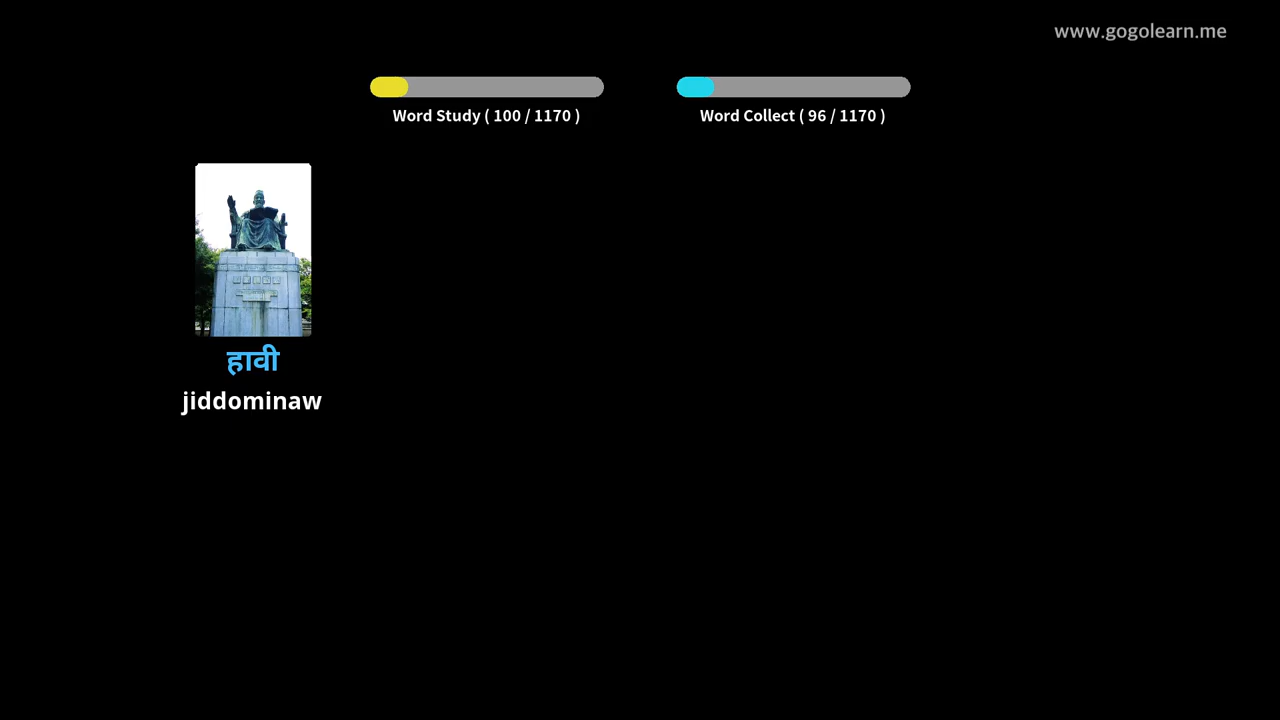 www.gogolearn.me
Word Study ( 100 / 1170 )
Word Collect ( 96 / 1170 )
हावी
jiddominaw